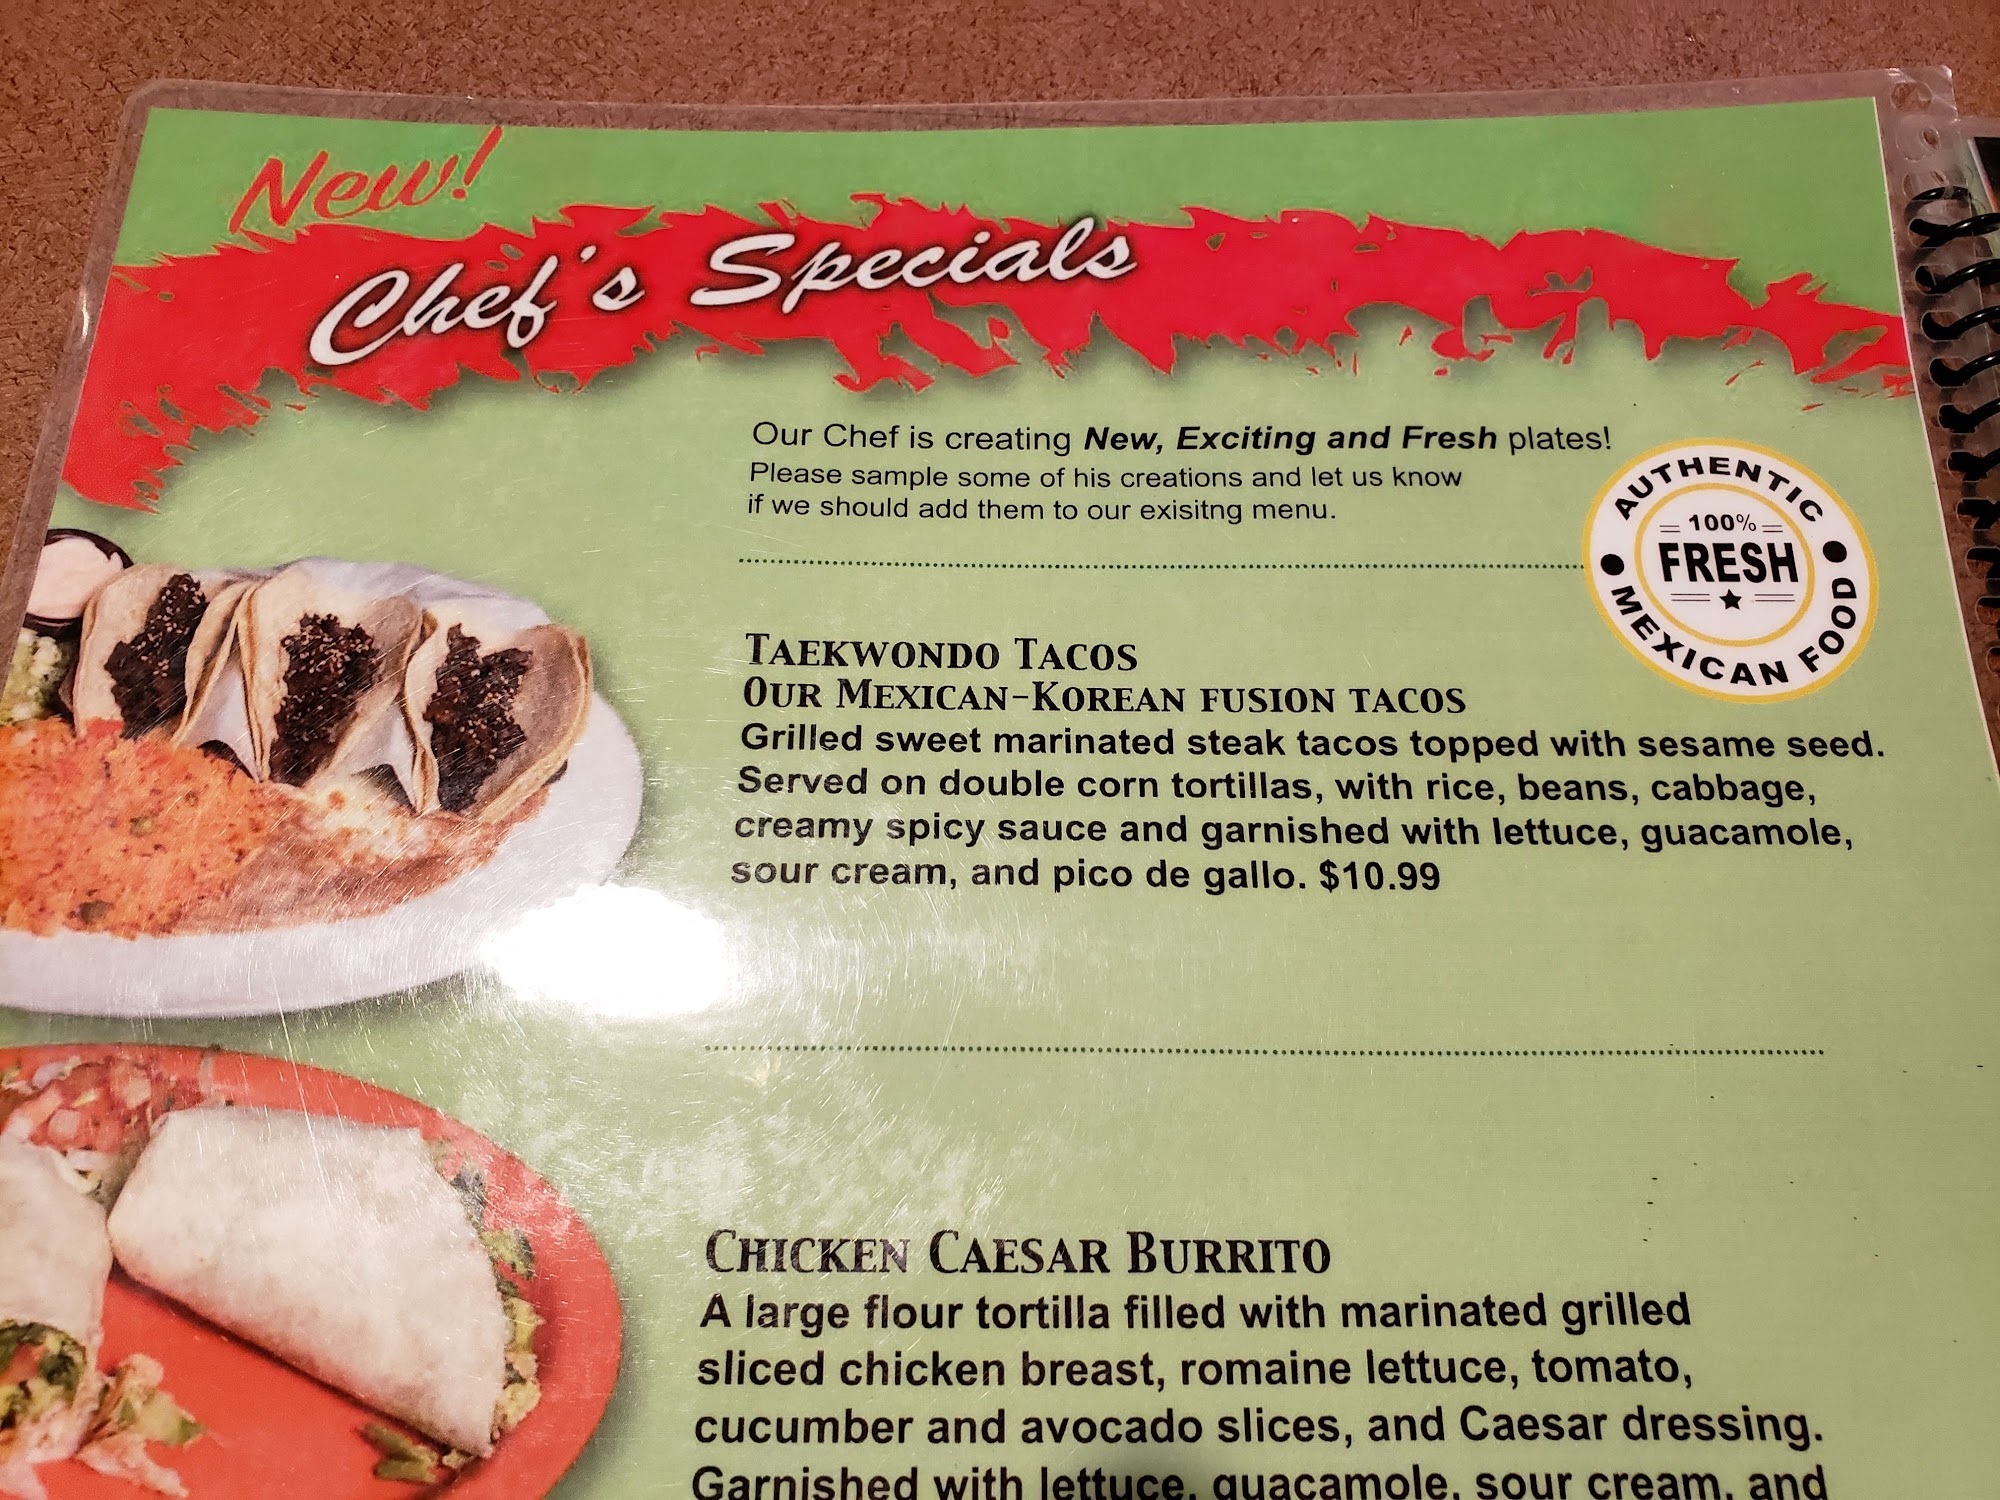 New!
Chef's Specials
Our Chef is creating New, Exciting and Fresh plates!
Please sample some of his creations and let us know
if we should add them to our exisitng menu.
AUTHENTIC
100%
FRESH
MEXICAN FOOD
TAEKWONDO TACOS
OUR MEXICAN-KOREAN FUSION TACOS
Grilled sweet marinated steak tacos topped with sesame seed.
Served on double corn tortillas, with rice, beans, cabbage,
creamy spicy sauce and garnished with lettuce, guacamole,
sour cream, and pico de gallo. $10.99
CHICKEN CAESAR BURRITO
A large flour tortilla filled with marinated grilled
sliced chicken breast, romaine lettuce, tomato,
cucumber and avocado slices, and Caesar dressing.
Garnished with lettuce, guacamole, sour cream, and